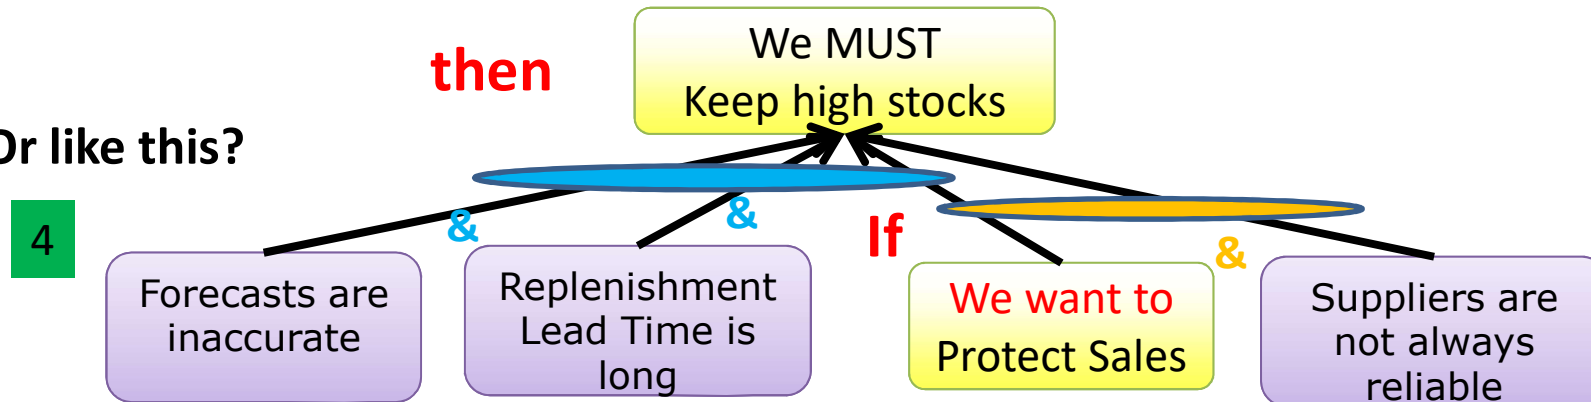 We MUST
Keep high stocks
then
Or like this?
4
&
&
If
&
Forecasts are
inaccurate
Replenishment
Lead Time is
long
We want to
Protect Sales
Suppliers are
not always
reliable